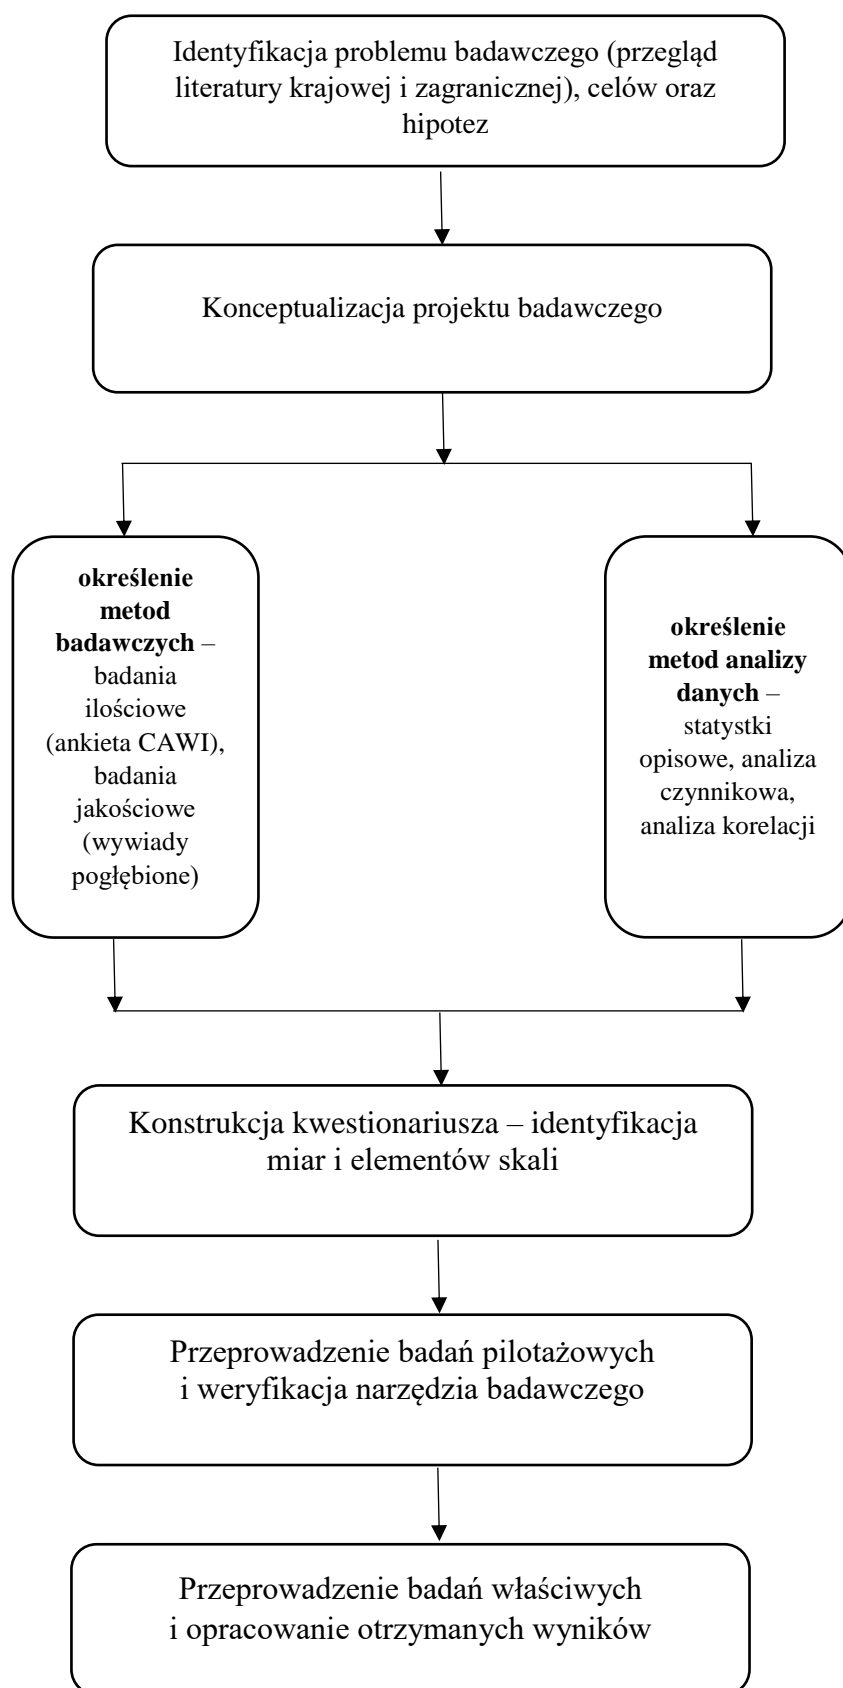 Identyfikacja problemu badawczego (przegląd
literatury krajowej i zagranicznej), celów oraz
hipotez
Konceptualizacja projektu badawczego
określenie
metod
badawczych –
badania
ilościowe
(ankieta CAWI),
badania
jakościowe
(wywiady
pogłębione)
określenie
metod analizy
danych –
statystki
opisowe, analiza
czynnikowa,
analiza korelacji
Konstrukcja kwestionariusza – identyfikacja
miar i elementów skali
Przeprowadzenie badań pilotażowych
i weryfikacja narzędzia badawczego
Przeprowadzenie badań właściwych
i opracowanie otrzymanych wyników